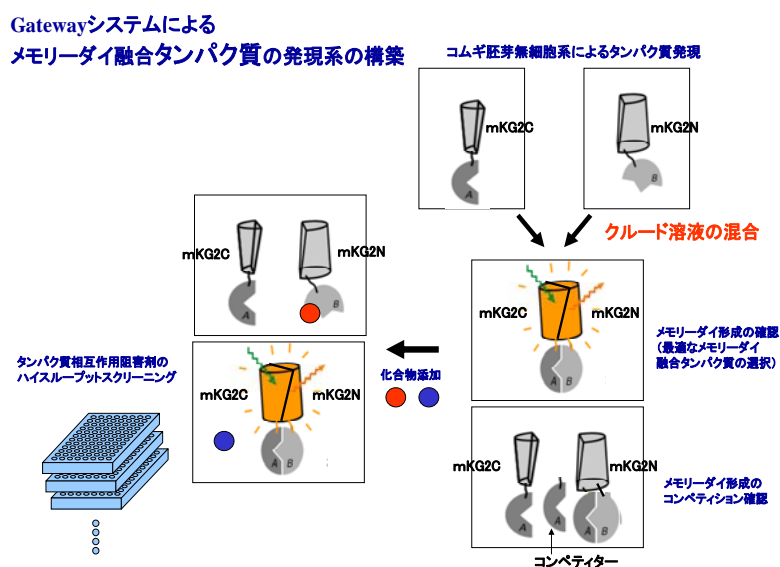 Gatewayシステムによる
メモリーダイ融合タンパク質の発現系の構築
コムギ胚芽無細胞系によるタンパク質発現
mKG2C
A
mKG2N
B
クルード溶液の混合
mKG2C
mKG2N
A
B
mKG2C
mKG2N
A B
メモリーダイ形成の確認
(最適なメモリーダイ
融合タンパク質の選択)
タンパク質相互作用阻害剤の
ハイスループットスクリーニング
化合物添加
mKG2C
mKG2N
A B
mKG2C
mKG2N
A
A
A B
メモリーダイ形成の
コンペティション確認
コンペティター